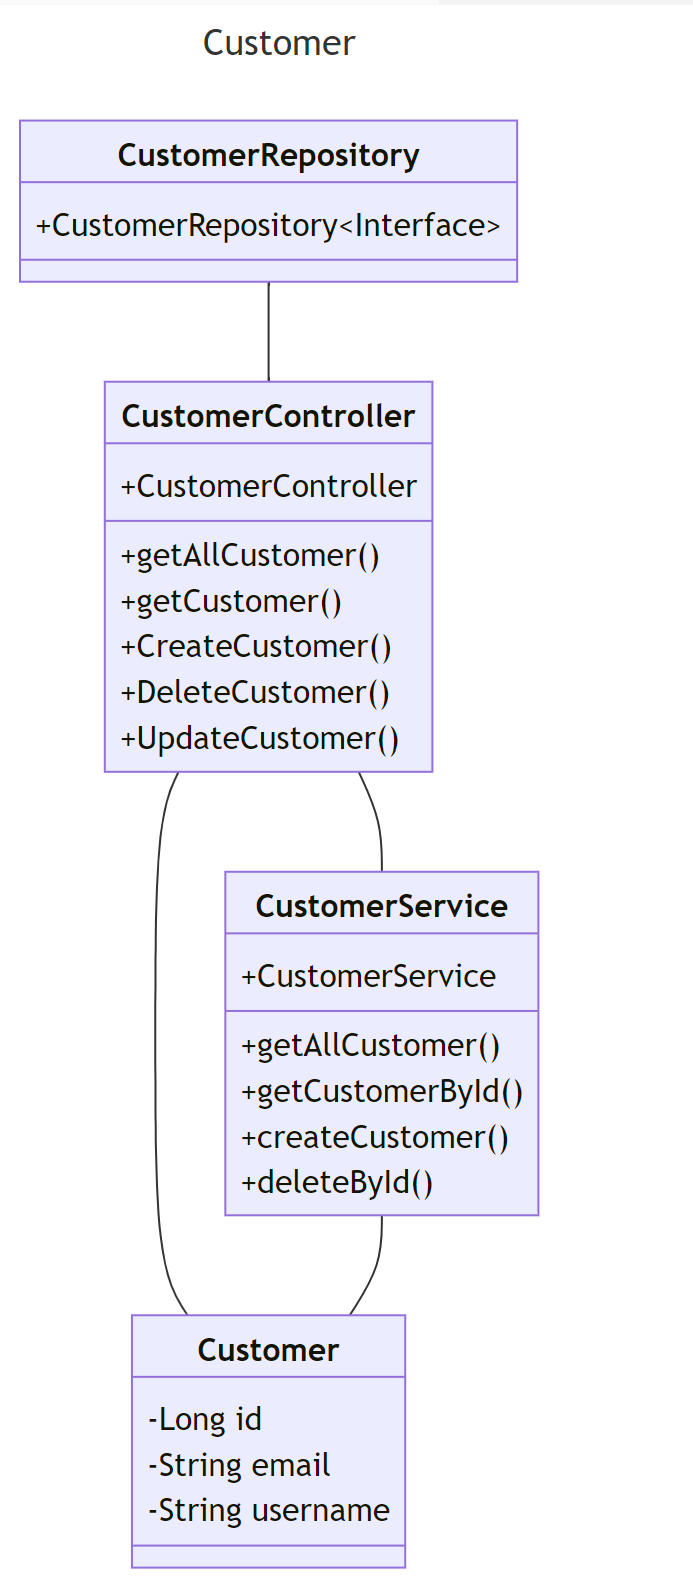 Customer
CustomerRepository
+CustomerRepository<Interface>
CustomerController
+CustomerController
+getAllCustomer()
+getCustomer()
+CreateCustomer()
+DeleteCustomer()
+UpdateCustomer()
CustomerService
+CustomerService
+getAllCustomer()
+getCustomerById()
+createCustomer()
+deleteById()
Customer
-Long id
-String email
-String username